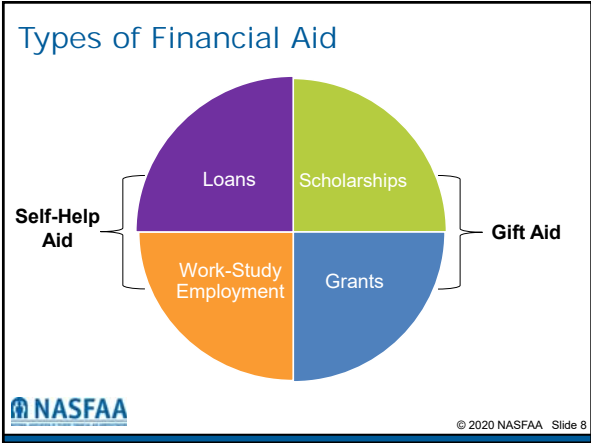 Types of Financial Aid
Loans
Scholarships
Self-Help
Aid
Gift Aid
Work-Study
Employment
Grants
NASFAA
© 2020 NASFAA Slide 8